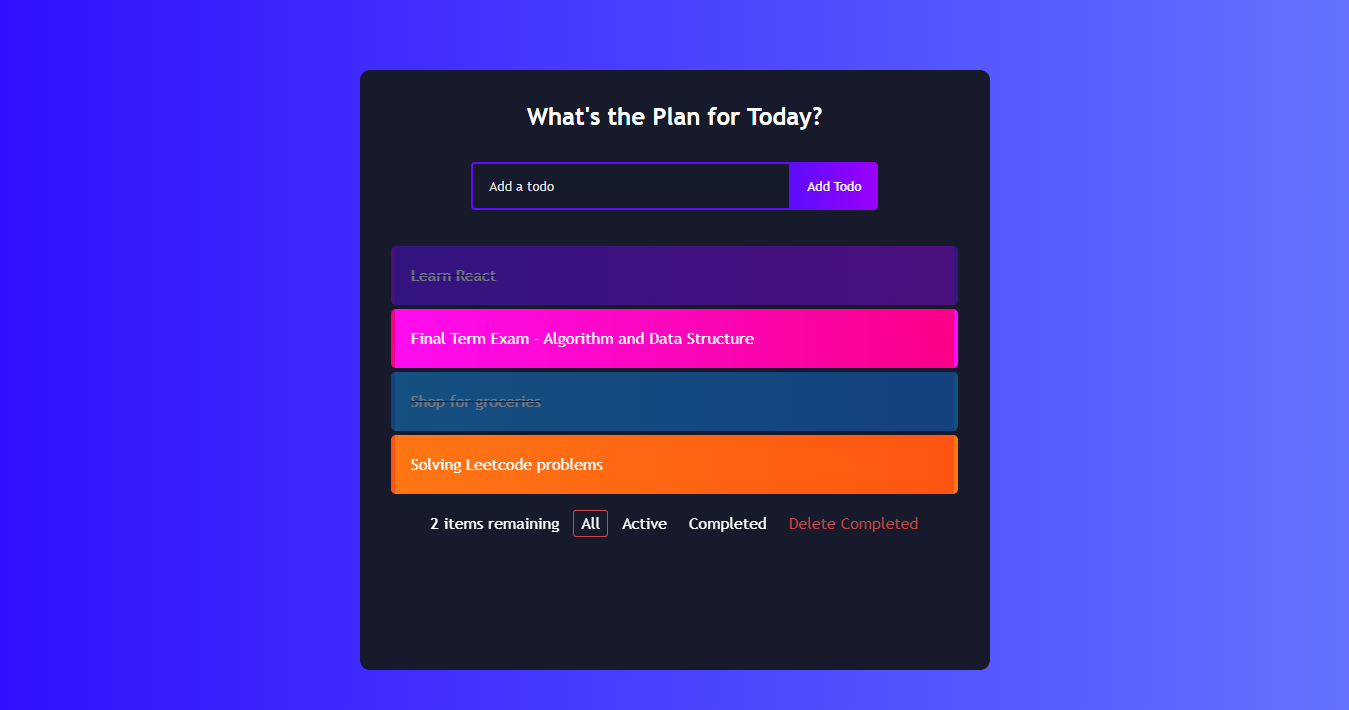 What's the Plan for Today?
Add a todo Add Todo
Learn React
Final Term Exam - Algorithm and Data Structure
Shop for groceries
Solving Leetcode problems
2 items remaining All Active Completed Delete Completed